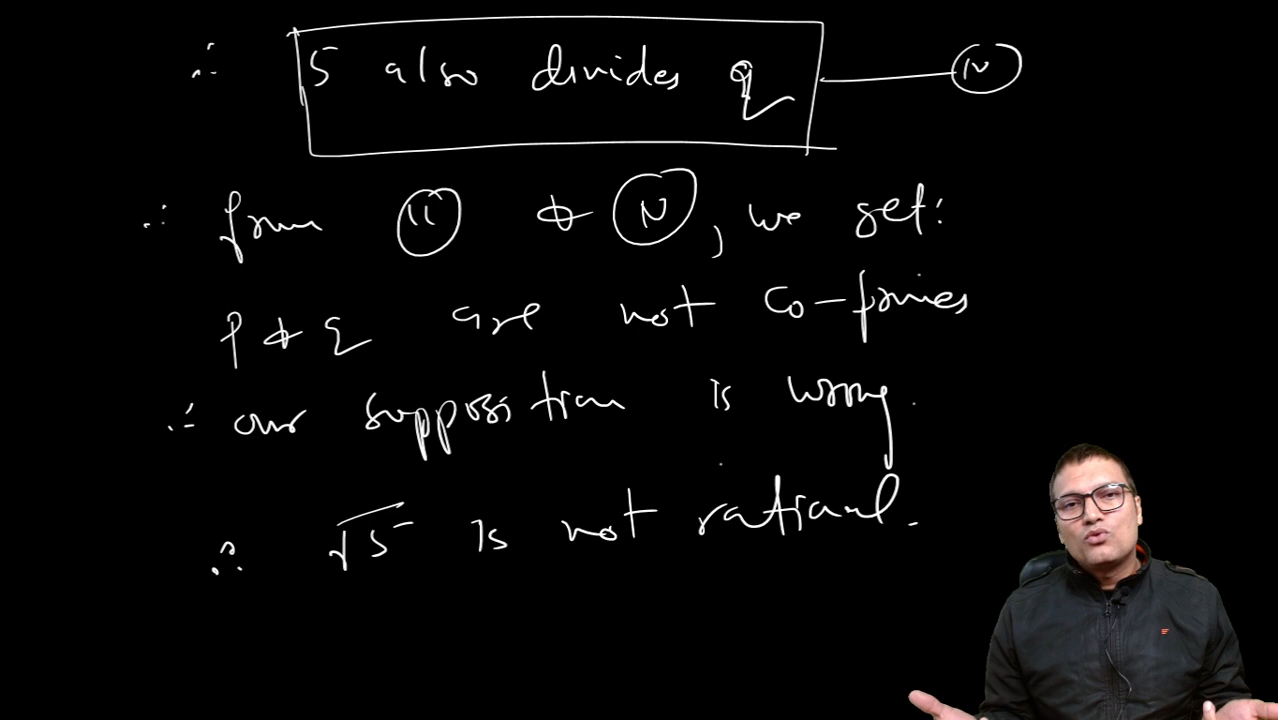 ∴ 5 also divides q — (iv)
∴ from (ii) & (iv), we get:
p & q are not co-primes
∴ our supposition is wrong.
∴ √5 is not rational.